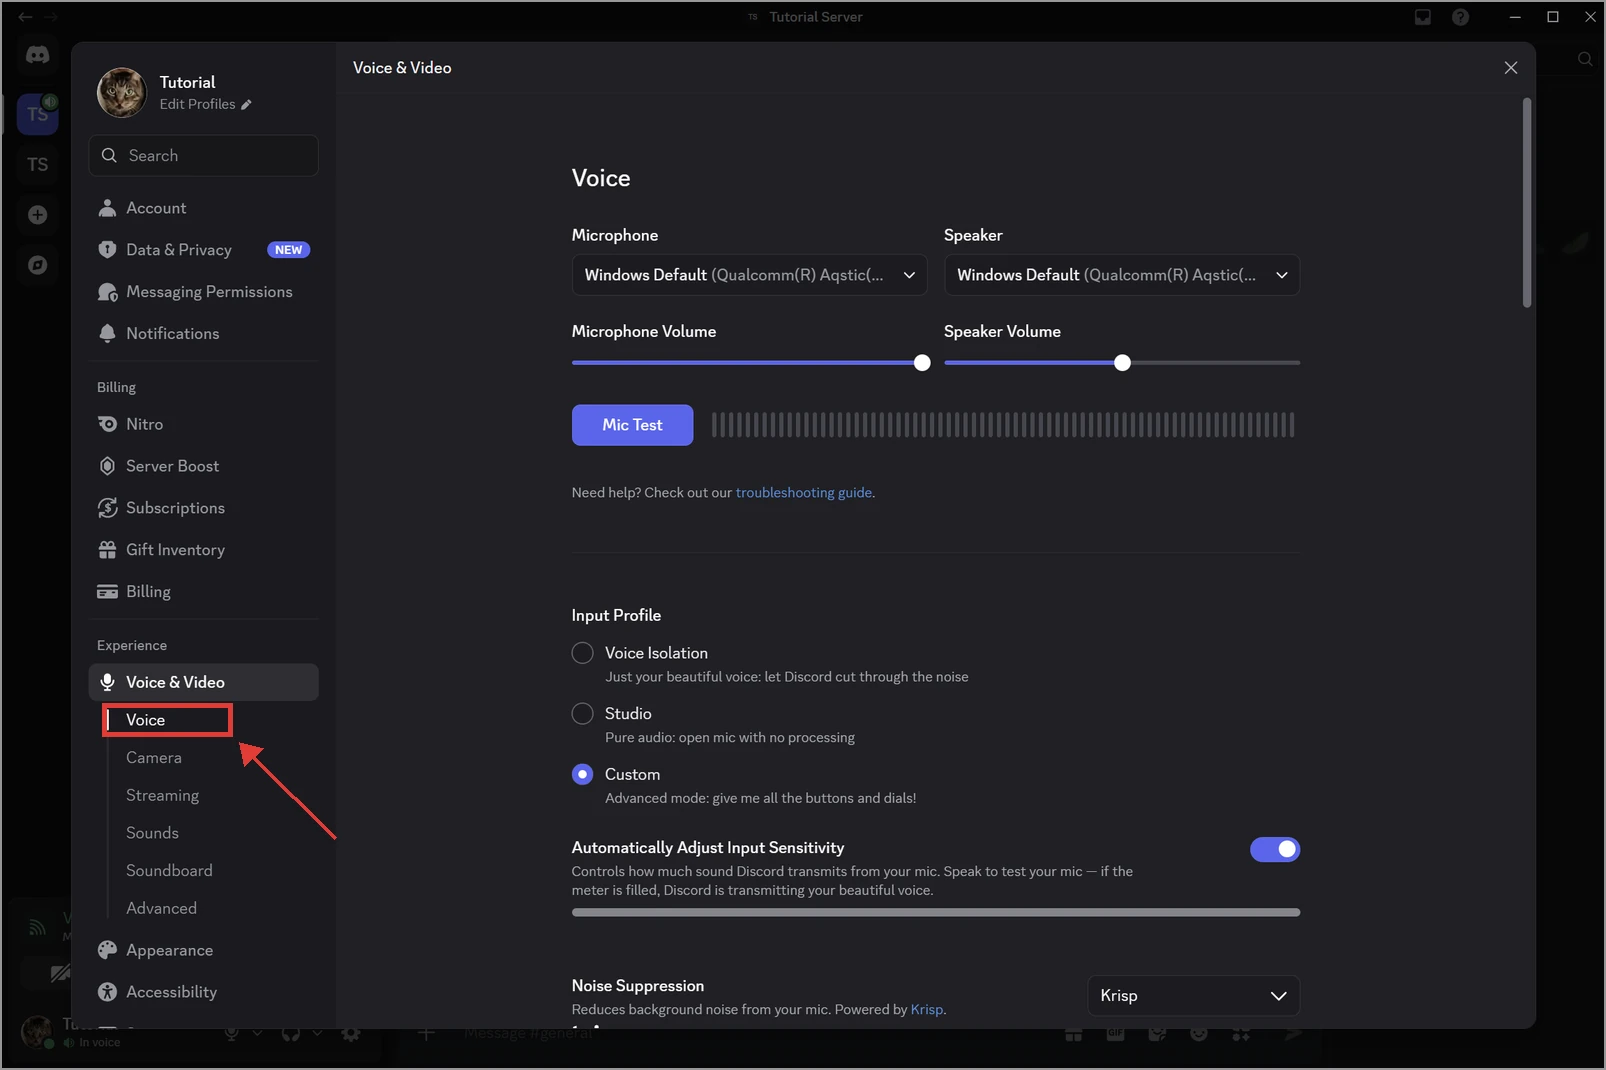 TS Tutorial Server
TS
TS
Tutorial
Edit Profiles
Search
Account
Data & Privacy NEW
Messaging Permissions
Notifications
Billing
Nitro
Server Boost
Subscriptions
Gift Inventory
Billing
Experience
Voice & Video
Voice
Camera
Streaming
Sounds
Soundboard
Advanced
Appearance
Accessibility
In voice
Voice & Video
Voice
Microphone
Windows Default (Qualcomm(R) Aqstic(...
Speaker
Windows Default (Qualcomm(R) Aqstic(...
Microphone Volume
Speaker Volume
Mic Test
Need help? Check out our troubleshooting guide.
Input Profile
Voice Isolation
Just your beautiful voice: let Discord cut through the noise
Studio
Pure audio: open mic with no processing
Custom
Advanced mode: give me all the buttons and dials!
Automatically Adjust Input Sensitivity
Controls how much sound Discord transmits from your mic. Speak to test your mic — if the
meter is filled, Discord is transmitting your beautiful voice.
Noise Suppression
Reduces background noise from your mic. Powered by Krisp.
Krisp
Message #general
GIF